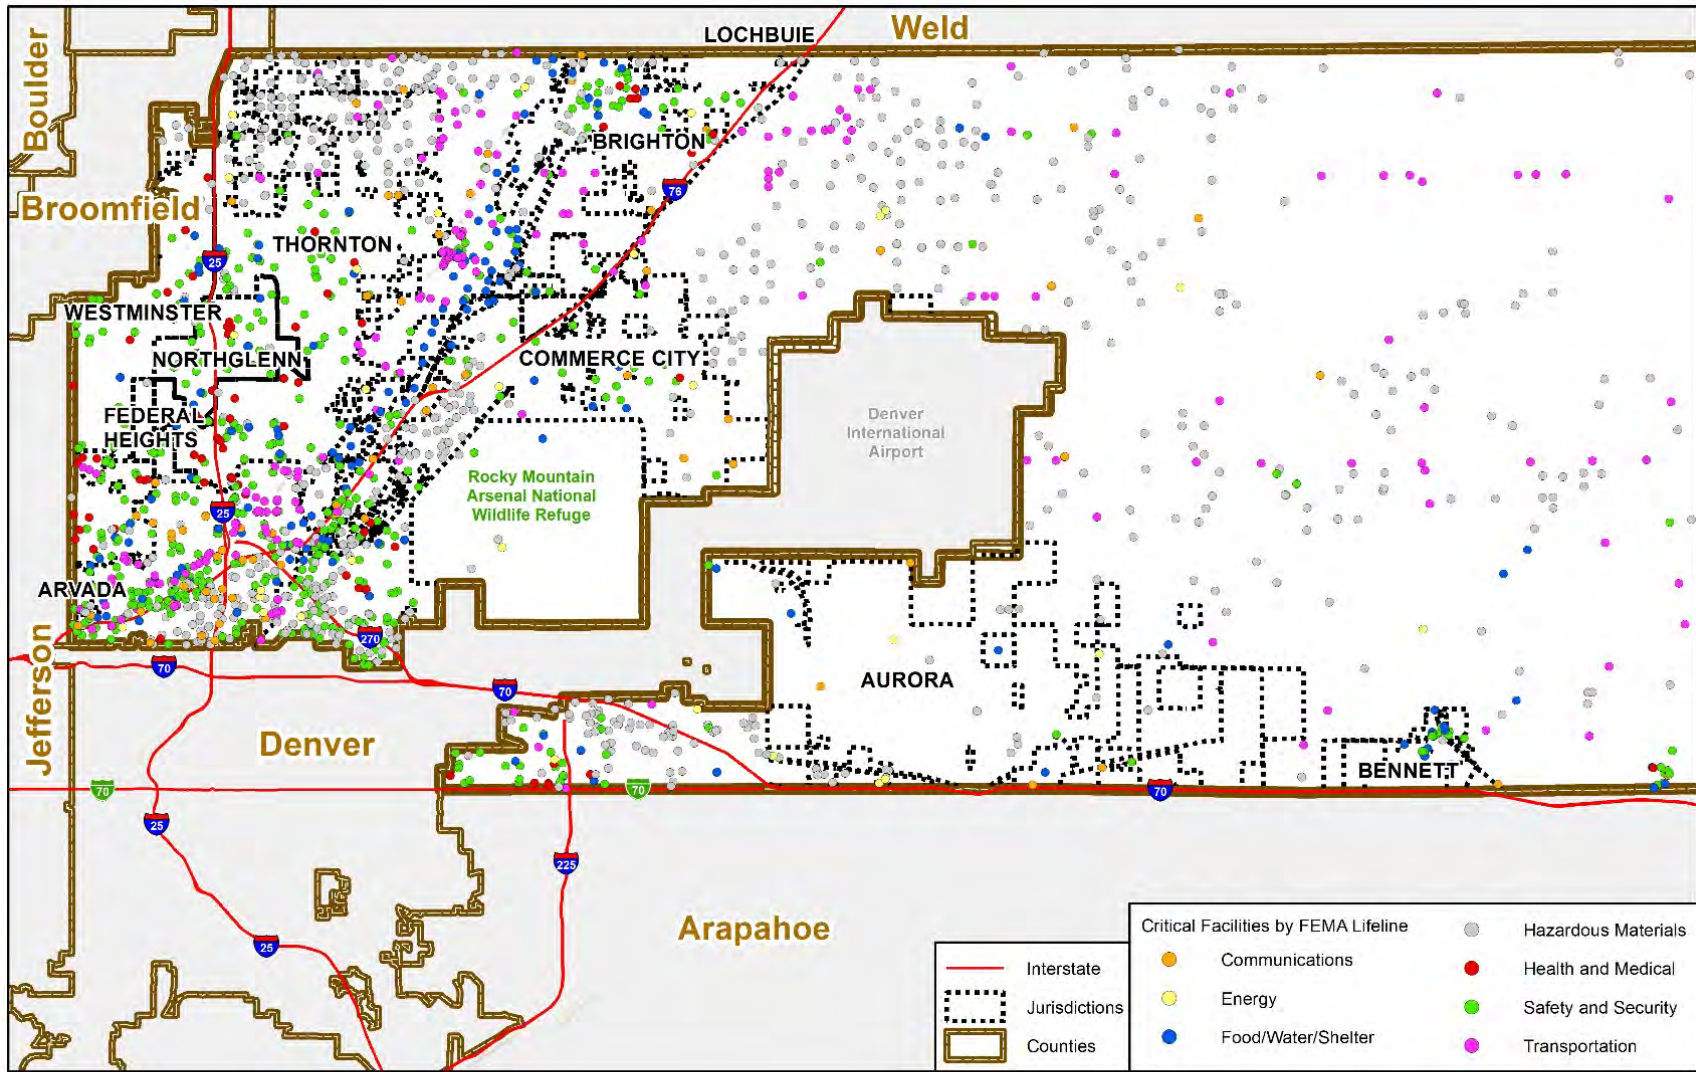 Weld
LOCHBUIE
Boulder
BRIGHTON
76
Broomfield
THORNTON
25
WESTMINSTER
NORTHGLENN
COMMERCE CITY
FEDERAL
HEIGHTS
Denver
International
Airport
Rocky Mountain
Arsenal National
Wildlife Refuge
25
ARVADA
270
Jefferson
70
70
AURORA
Denver
BENNETT
70
70
70
25
225
Arapahoe
25
Interstate
Jurisdictions
Counties
Critical Facilities by FEMA Lifeline
Communications
Energy
Food/Water/Shelter
Hazardous Materials
Health and Medical
Safety and Security
Transportation